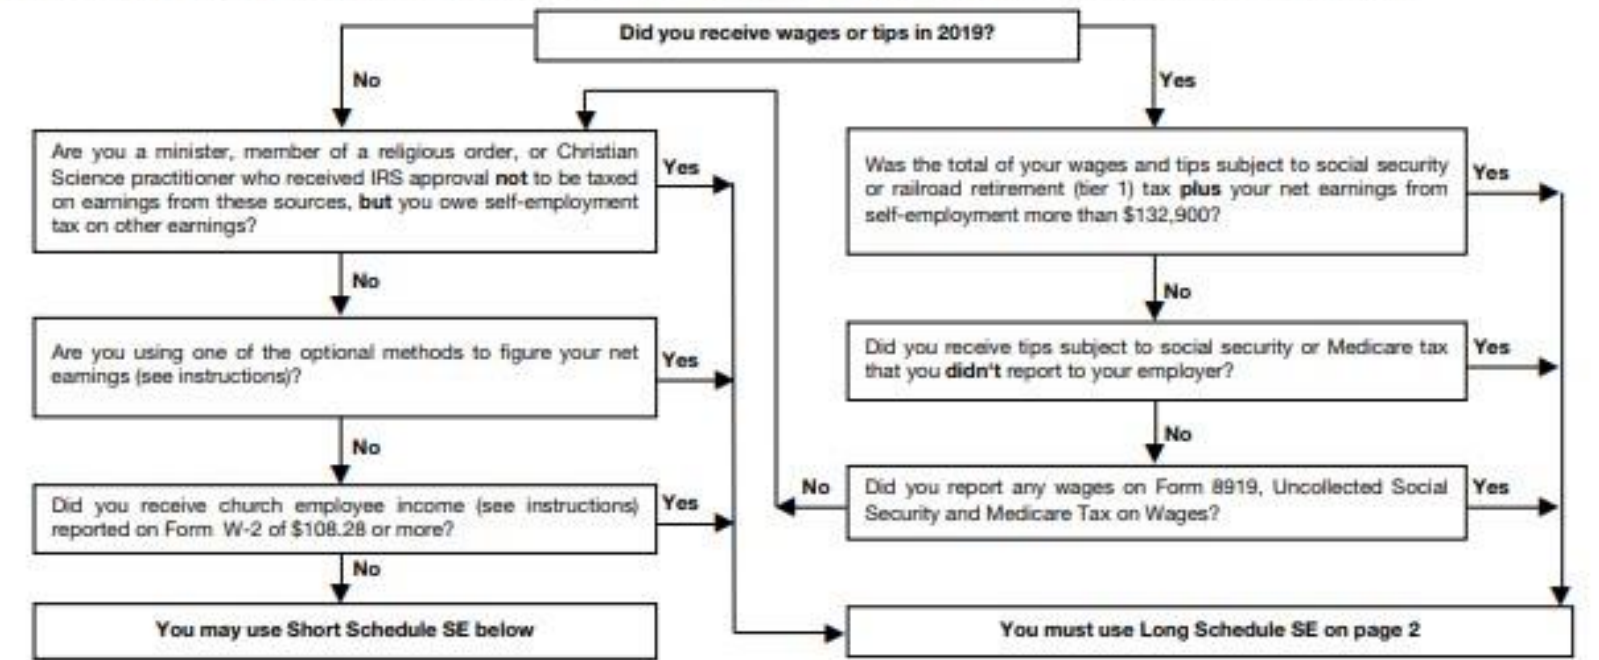 Did you receive wages or tips in 2019?
No
Yes
Are you a minister, member of a religious order, or Christian
Science practitioner who received IRS approval not to be taxed
on earnings from these sources, but you owe self-employment
tax on other earnings?
Yes
Was the total of your wages and tips subject to social security
or railroad retirement (tier 1) tax plus your net earnings from
self-employment more than $132,900?
Yes
No
No
Are you using one of the optional methods to figure your net
earnings (see instructions)?
Yes
Did you receive tips subject to social security or Medicare tax
that you didn't report to your employer?
Yes
No
No
Did you receive church employee income (see instructions)
reported on Form W-2 of $108.28 or more?
Yes
No
Did you report any wages on Form 8919, Uncollected Social
Security and Medicare Tax on Wages?
Yes
No
You may use Short Schedule SE below
You must use Long Schedule SE on page 2